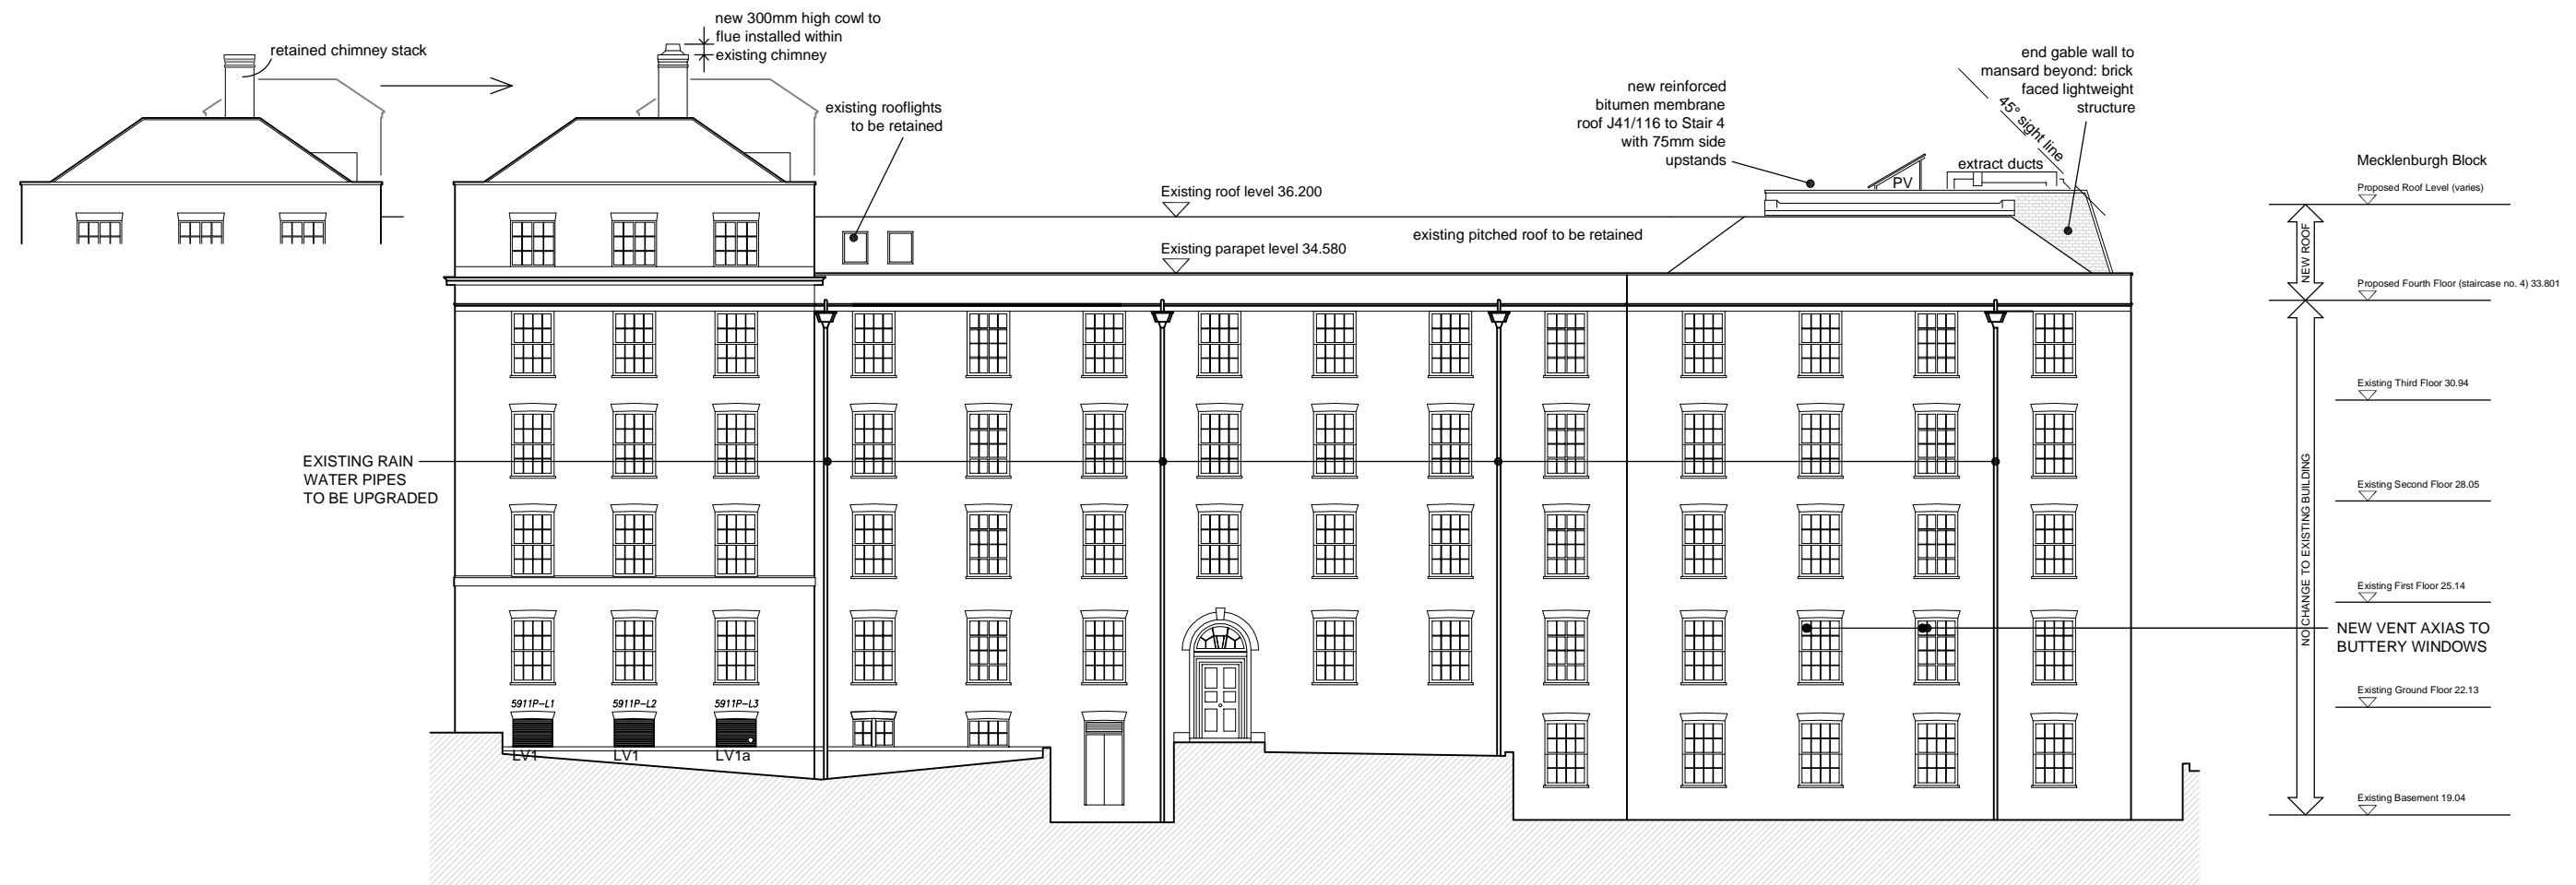 retained chimney stack
new 300mm high cowl to
flue installed within
existing chimney
existing rooflights
to be retained
new reinforced
bitumen membrane
roof J41/116 to Stair 4
with 75mm side
upstands
end gable wall to
mansard beyond: brick
faced lightweight
structure
45° sight line
extract ducts
PV
Existing roof level 36.200
existing pitched roof to be retained
Existing parapet level 34.580
Mecklenburgh Block
Proposed Roof Level (varies)
NEW ROOF
Proposed Fourth Floor (staircase no. 4) 33.801
Existing Third Floor 30.94
EXISTING RAIN
WATER PIPES
TO BE UPGRADED
Existing Second Floor 28.05
NO CHANGE TO EXISTING BUILDING
Existing First Floor 25.14
NEW VENT AXIAS TO
BUTTERY WINDOWS
Existing Ground Floor 22.13
5911P-L1
5911P-L2
5911P-L3
LV1
LV1
LV1a
Existing Basement 19.04